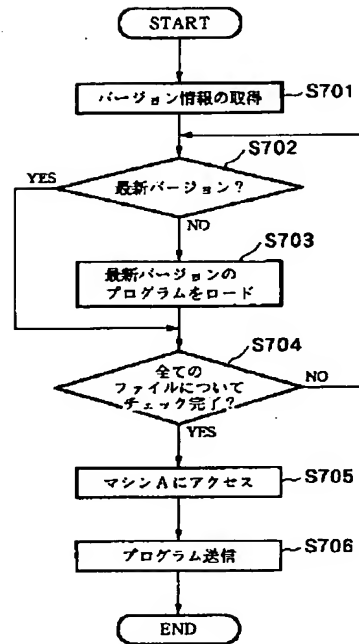 START
バージョン情報の取得
S701
S702
YES
最新バージョン?
NO
S703
最新バージョンの
プログラムをロード
S704
全ての
ファイルについて
チェック完了?
NO
YES
マシンAにアクセス
S705
プログラム送信
S706
END